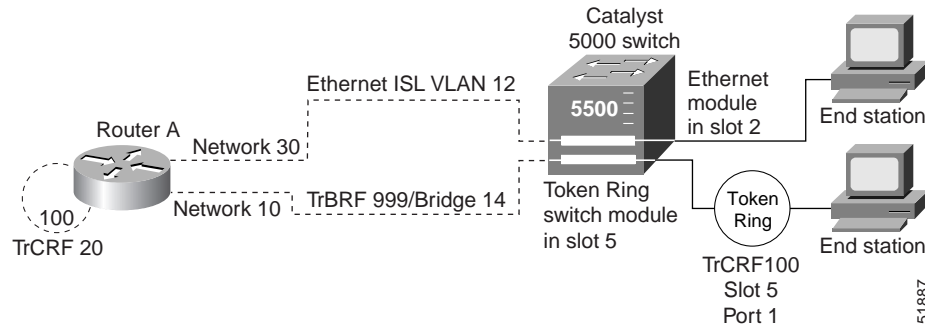 Catalyst
5000 switch
Ethernet ISL VLAN 12
Ethernet
module
in slot 2
5500
End station
Router A
Network 30
Network 10
TrBRF 999/Bridge 14
100
TrCRF 20
Token Ring
switch module
in slot 5
Token
Ring
End station
TrCRF100
Slot 5
Port 1
51887